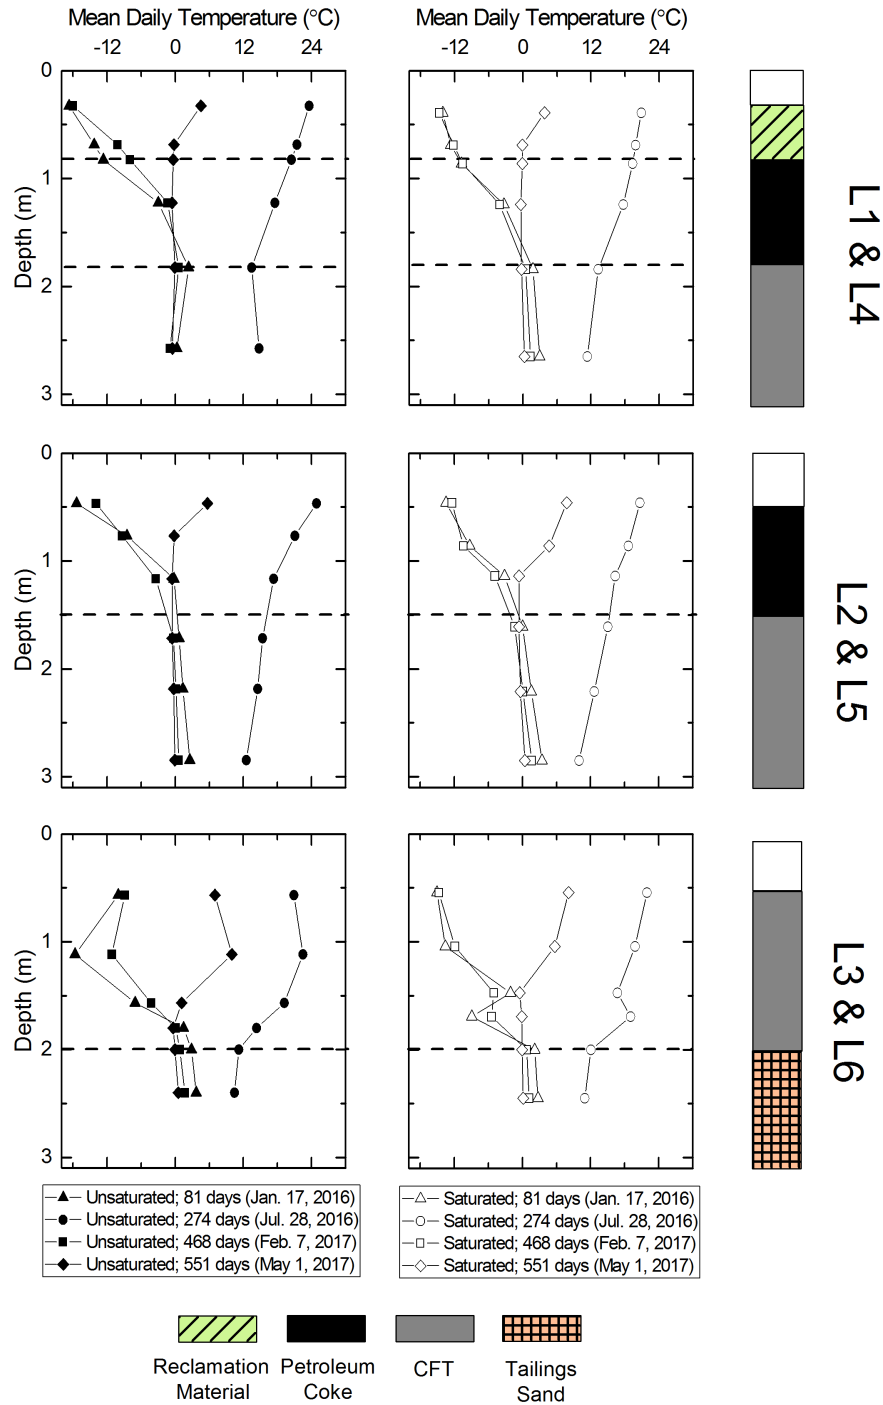 Mean Daily Temperature (°C)
Mean Daily Temperature (°C)
-12 0 12 24
-12 0 12 24
0
1
2
3
Depth (m)
L1 & L4
0
1
2
3
Depth (m)
L2 & L5
0
1
2
3
Depth (m)
L3 & L6
Unsaturated; 81 days (Jan. 17, 2016)
Unsaturated; 274 days (Jul. 28, 2016)
Unsaturated; 468 days (Feb. 7, 2017)
Unsaturated; 551 days (May 1, 2017)
Saturated; 81 days (Jan. 17, 2016)
Saturated; 274 days (Jul. 28, 2016)
Saturated; 468 days (Feb. 7, 2017)
Saturated; 551 days (May 1, 2017)
Reclamation
Material
Petroleum
Coke
CFT
Tailings
Sand